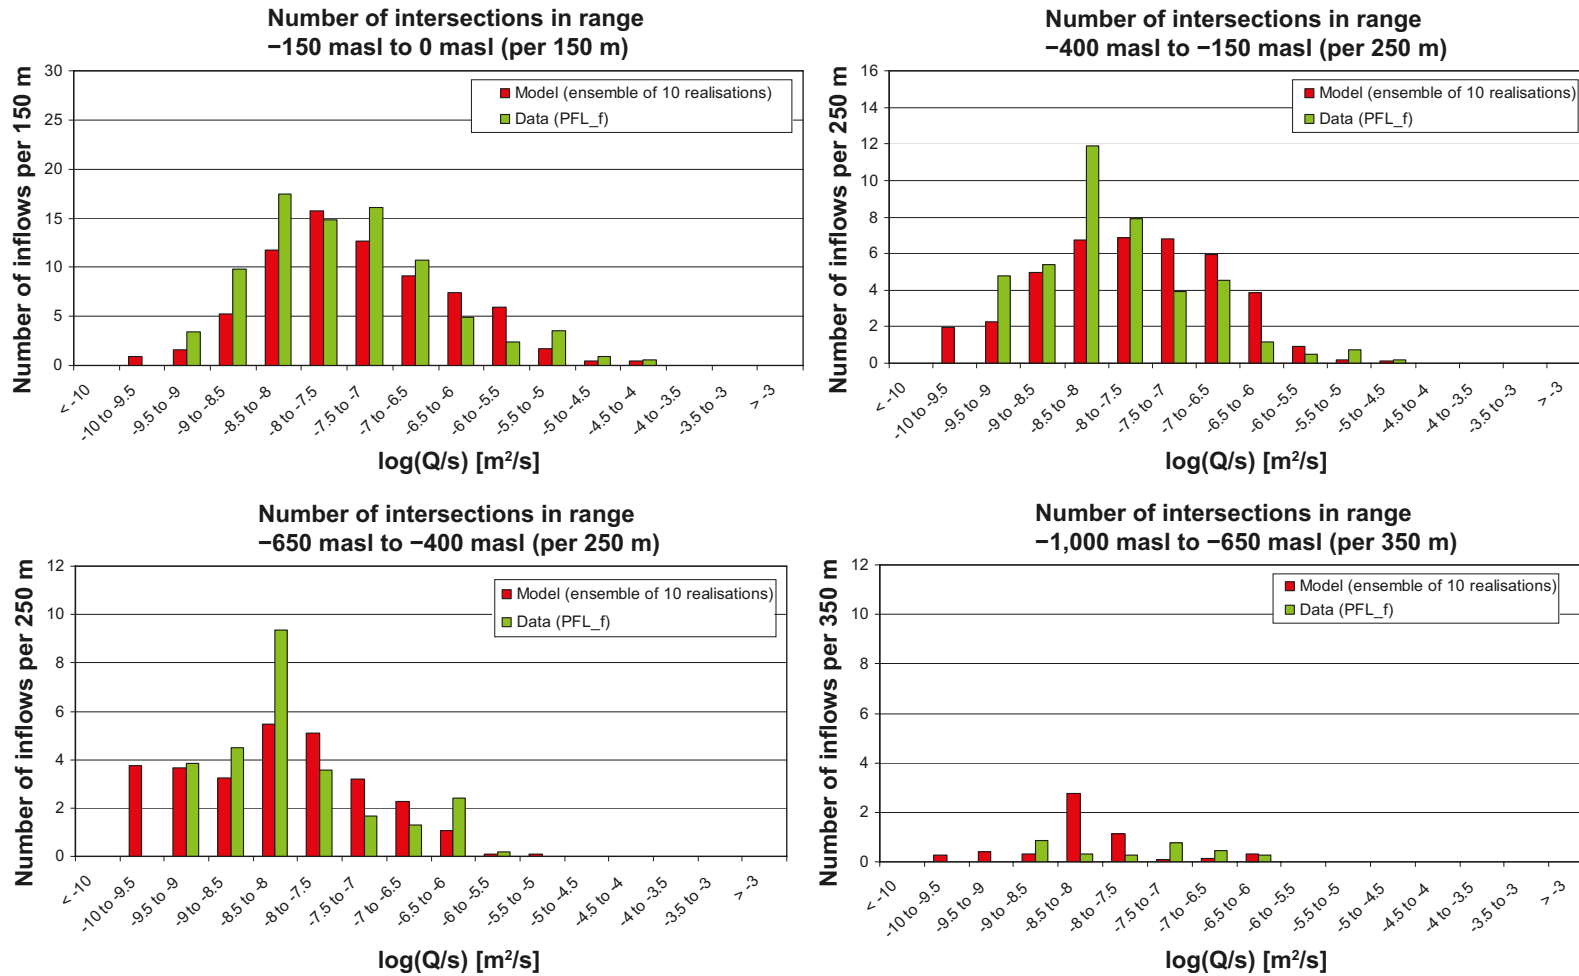 Number of intersections in range
−150 masl to 0 masl (per 150 m)
Number of inflows per 150 m
30
25
20
15
10
5
0
Model (ensemble of 10 realisations)
Data (PFL_f)
< -10
-10 to -9.5
-9.5 to -9
-9 to -8.5
-8.5 to -8
-8 to -7.5
-7.5 to -7
-7 to -6.5
-6.5 to -6
-6 to -5.5
-5.5 to -5
-5 to -4.5
-4.5 to -4
-4 to -3.5
-3.5 to -3
> -3
log(Q/s) [m²/s]
Number of intersections in range
−400 masl to −150 masl (per 250 m)
Number of inflows per 250 m
16
14
12
10
8
6
4
2
0
Model (ensemble of 10 realisations)
Data (PFL_f)
< -10
-10 to -9.5
-9.5 to -9
-9 to -8.5
-8.5 to -8
-8 to -7.5
-7.5 to -7
-7 to -6.5
-6.5 to -6
-6 to -5.5
-5.5 to -5
-5 to -4.5
-4.5 to -4
-4 to -3.5
-3.5 to -3
> -3
log(Q/s) [m²/s]
Number of intersections in range
−650 masl to −400 masl (per 250 m)
Number of inflows per 250 m
12
10
8
6
4
2
0
Model (ensemble of 10 realisations)
Data (PFL_f)
< -10
-10 to -9.5
-9.5 to -9
-9 to -8.5
-8.5 to -8
-8 to -7.5
-7.5 to -7
-7 to -6.5
-6.5 to -6
-6 to -5.5
-5.5 to -5
-5 to -4.5
-4.5 to -4
-4 to -3.5
-3.5 to -3
> -3
log(Q/s) [m²/s]
Number of intersections in range
−1,000 masl to −650 masl (per 350 m)
Number of inflows per 350 m
12
10
8
6
4
2
0
Model (ensemble of 10 realisations)
Data (PFL_f)
< -10
-10 to -9.5
-9.5 to -9
-9 to -8.5
-8.5 to -8
-8 to -7.5
-7.5 to -7
-7 to -6.5
-6.5 to -6
-6 to -5.5
-5.5 to -5
-5 to -4.5
-4.5 to -4
-4 to -3.5
-3.5 to -3
> -3
log(Q/s) [m²/s]